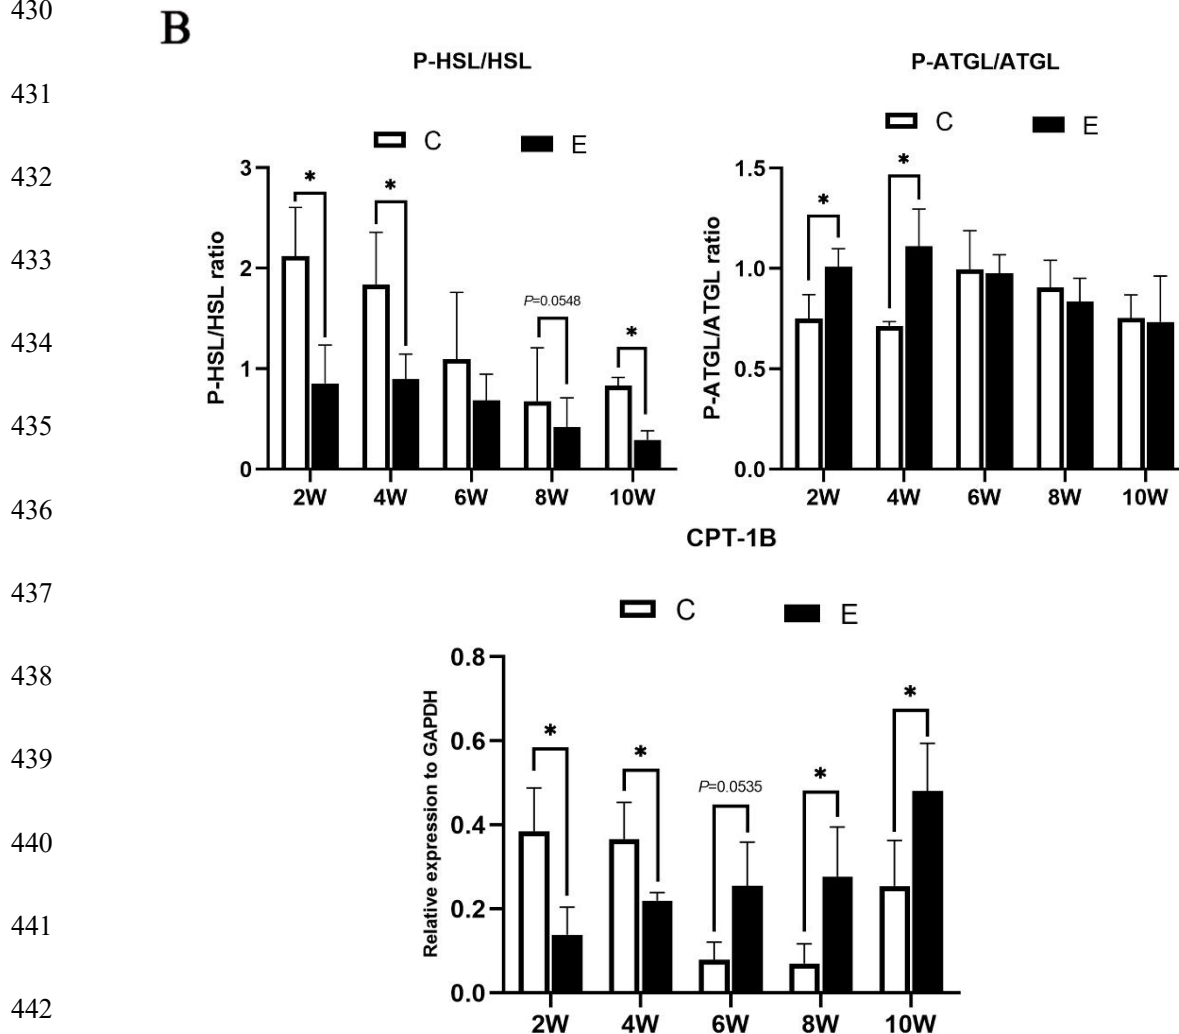 430
B
P-HSL/HSL
P-ATGL/ATGL
431
C
E
C
E
432
3
*
*
1.5
*
*
433
P-HSL/HSL ratio
2
P-ATGL/ATGL ratio
1.0
434
P=0.0548
*
1
0.5
435
0
0.0
2W 4W 6W 8W 10W
2W 4W 6W 8W 10W
436
CPT-1B
437
C
E
438
0.8
Relative expression to GAPDH
*
*
439
0.6
*
P=0.0535
*
440
0.4
441
0.2
442
0.0
2W 4W 6W 8W 10W